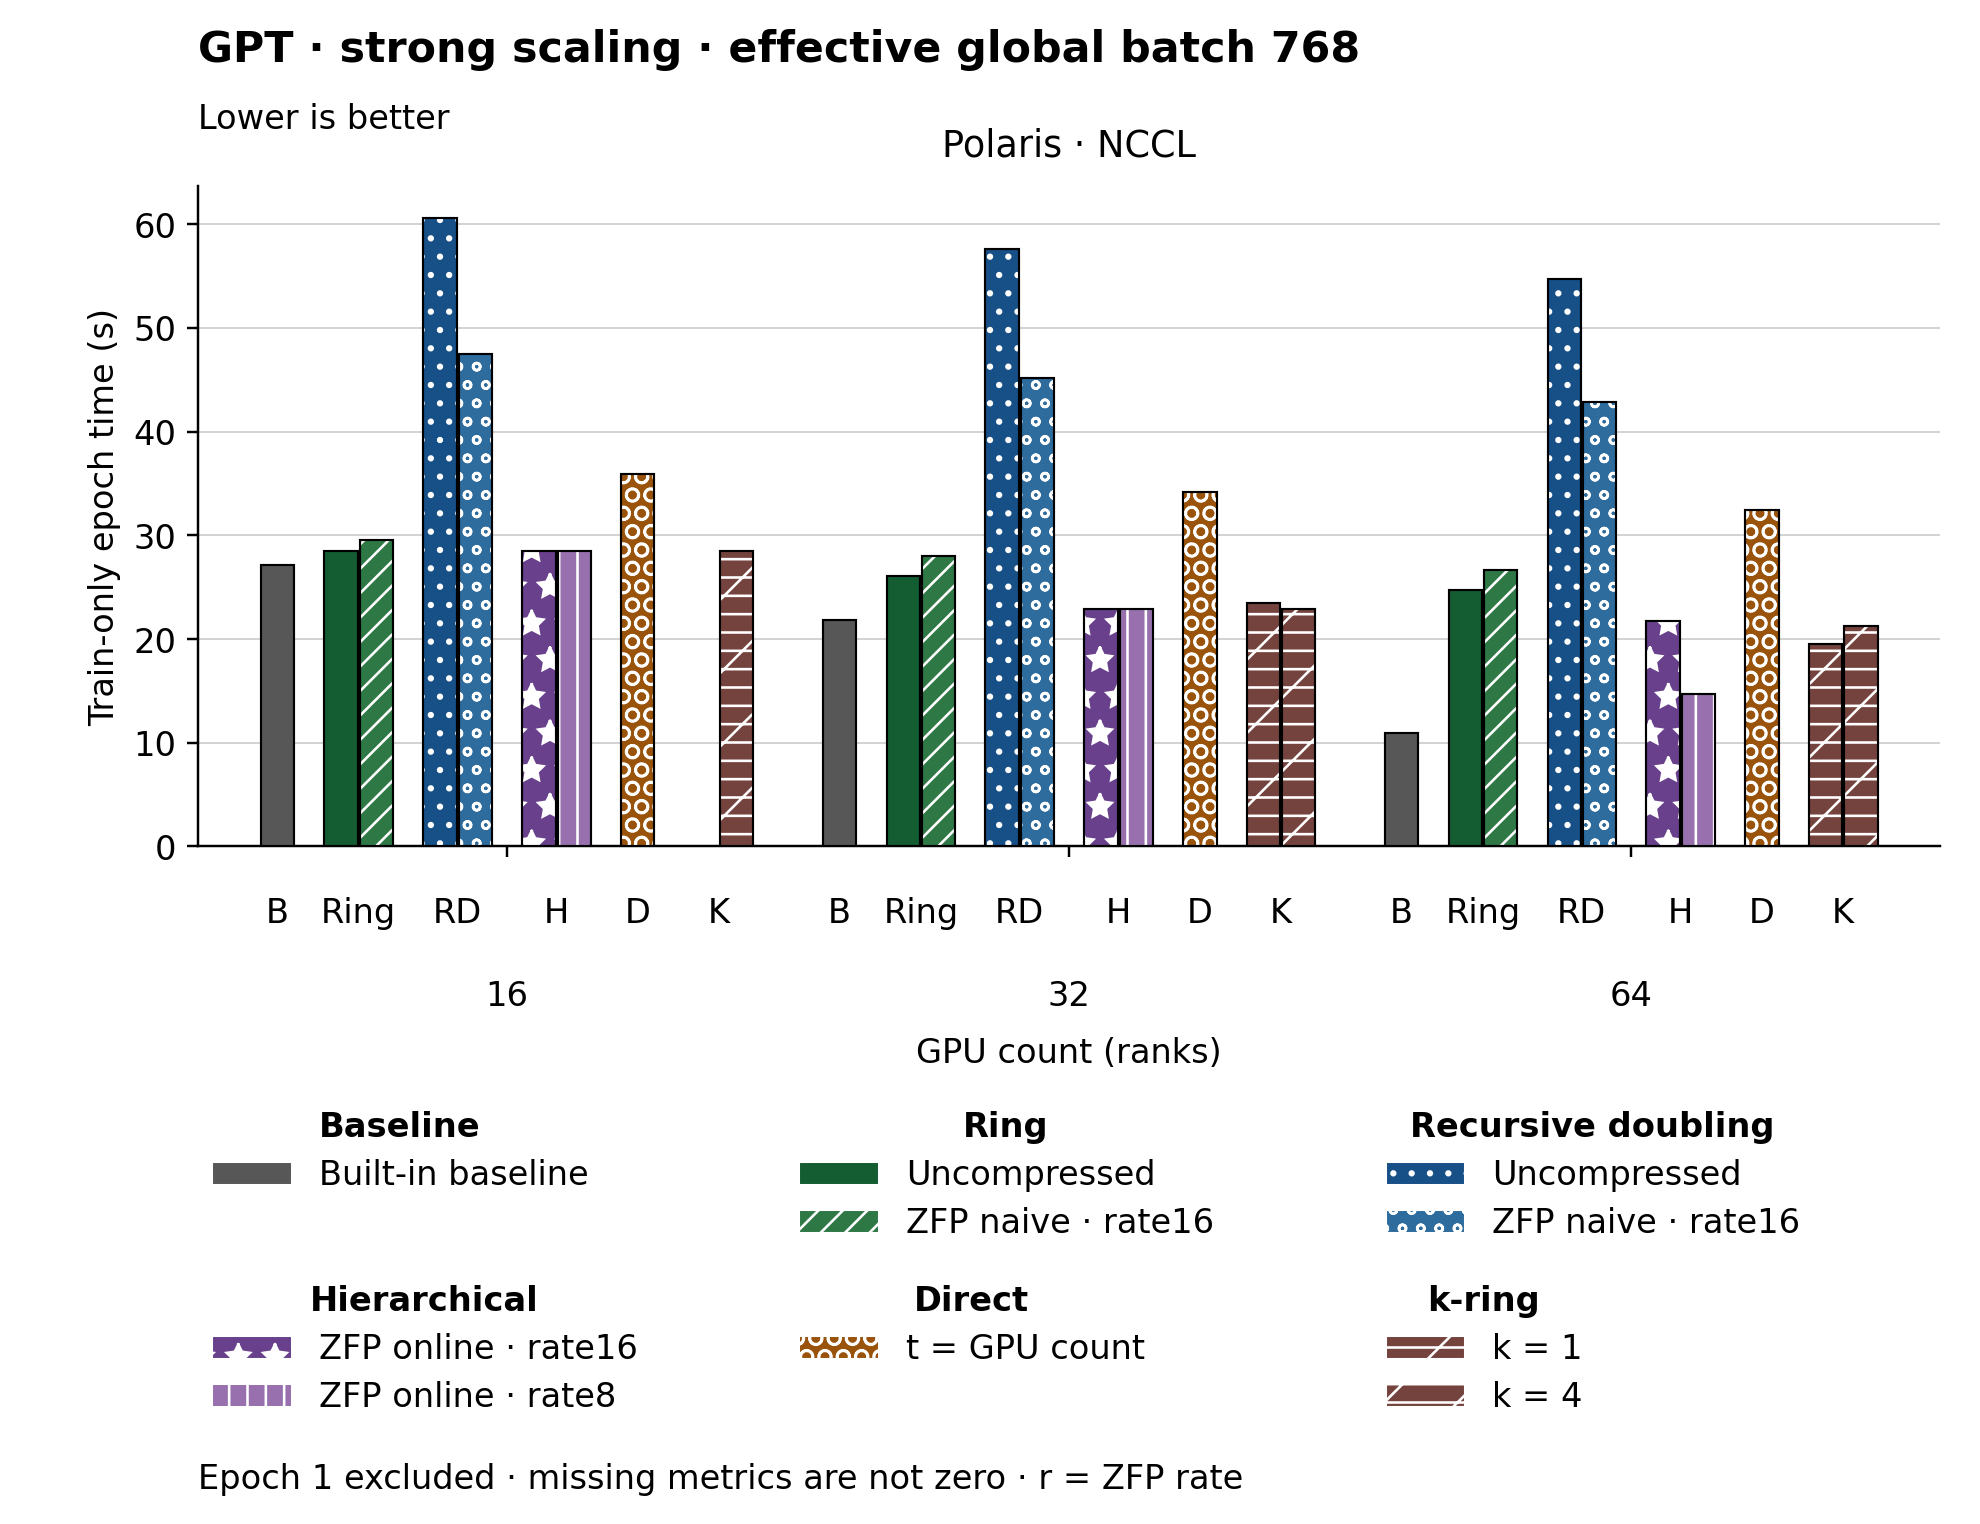 GPT · strong scaling · effective global batch 768
Lower is better
Polaris · NCCL
Train-only epoch time (s)
60
50
40
30
20
10
0
B Ring RD H D K B Ring RD H D K B Ring RD H D K
16 32 64
GPU count (ranks)
Baseline
Built-in baseline
Ring
Uncompressed
ZFP naive · rate16
Recursive doubling
Uncompressed
ZFP naive · rate16
Hierarchical
ZFP online · rate16
ZFP online · rate8
Direct
t = GPU count
k-ring
k = 1
k = 4
Epoch 1 excluded · missing metrics are not zero · r = ZFP rate